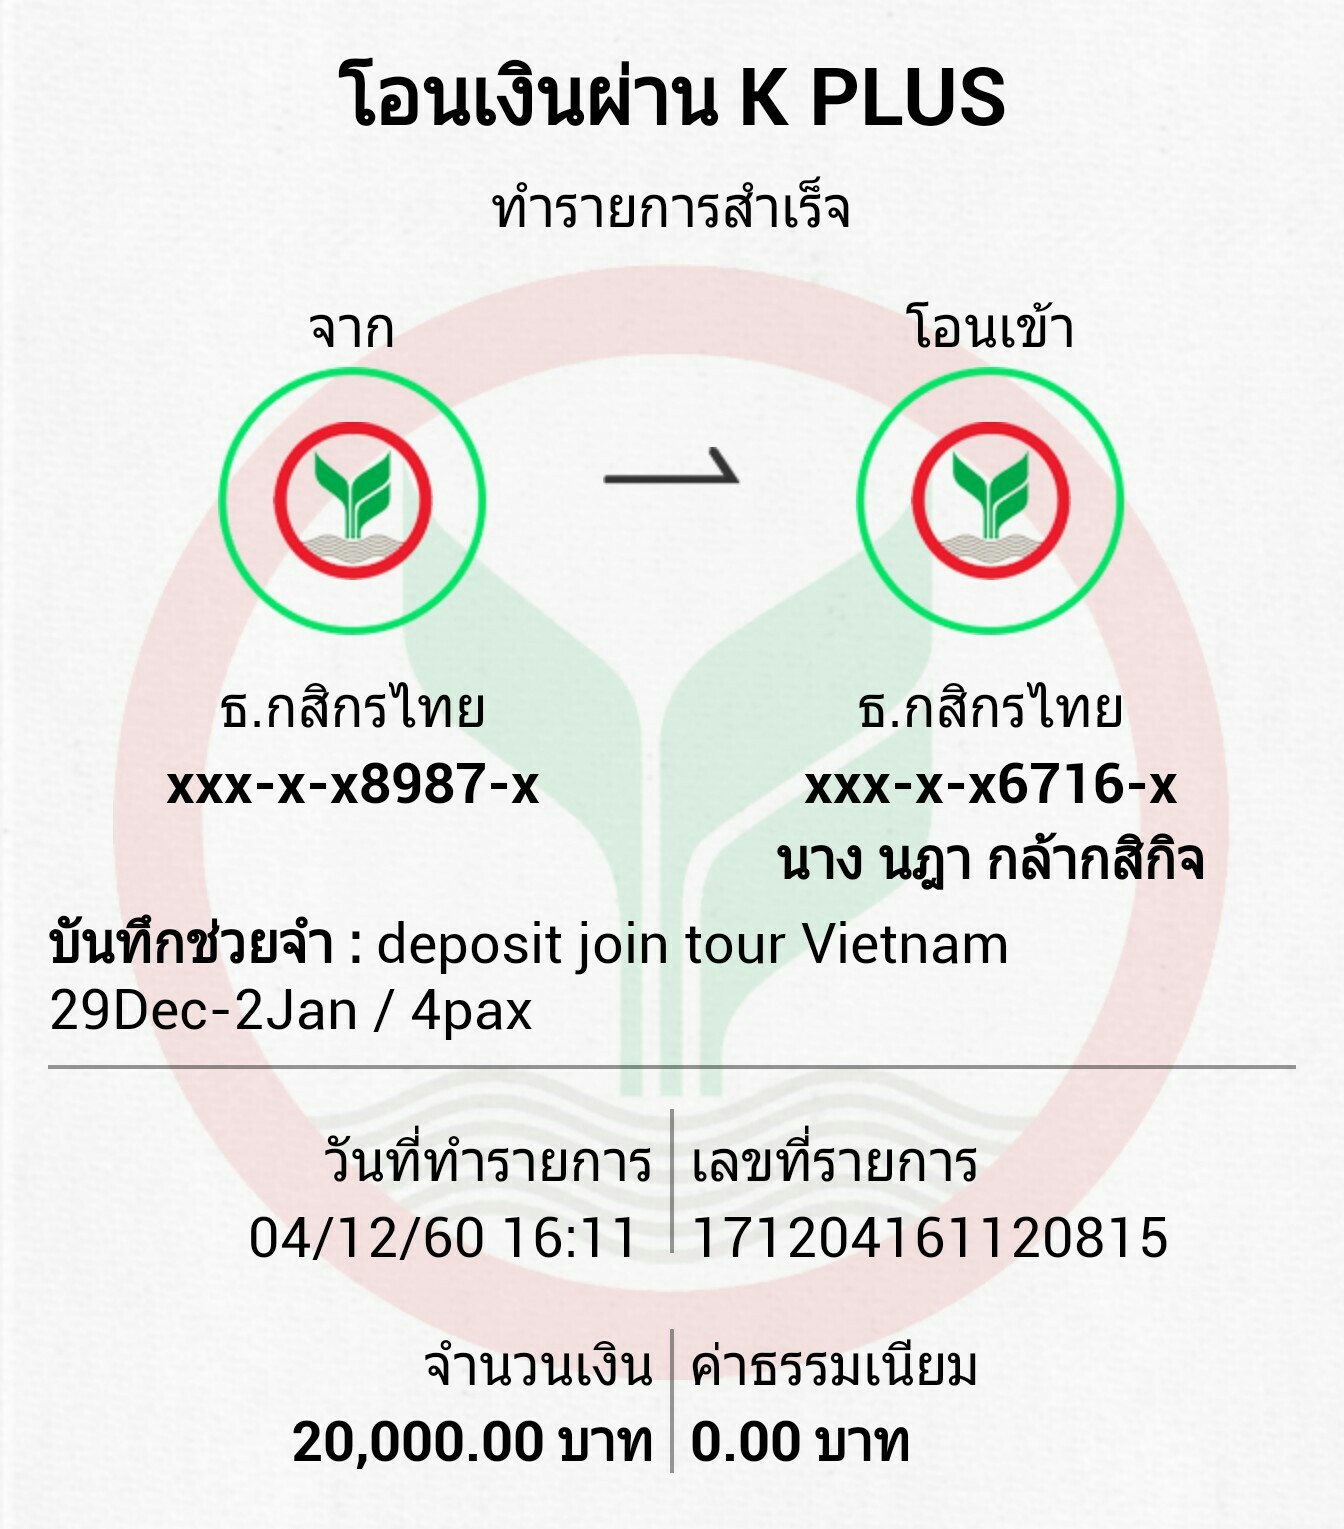 โอนเงินผ่าน K PLUS
ทำรายการสำเร็จ
จาก
โอนเข้า
ธ.กสิกรไทย
xxx-x-x8987-x
ธ.กสิกรไทย
xxx-x-x6716-x
นาง นฎา กล้ากสิกิจ
บันทึกช่วยจำ : deposit join tour Vietnam
29Dec-2Jan / 4pax
วันที่ทำรายการ
04/12/60 16:11
เลขที่รายการ
171204161120815
จำนวนเงิน
20,000.00 บาท
ค่าธรรมเนียม
0.00 บาท